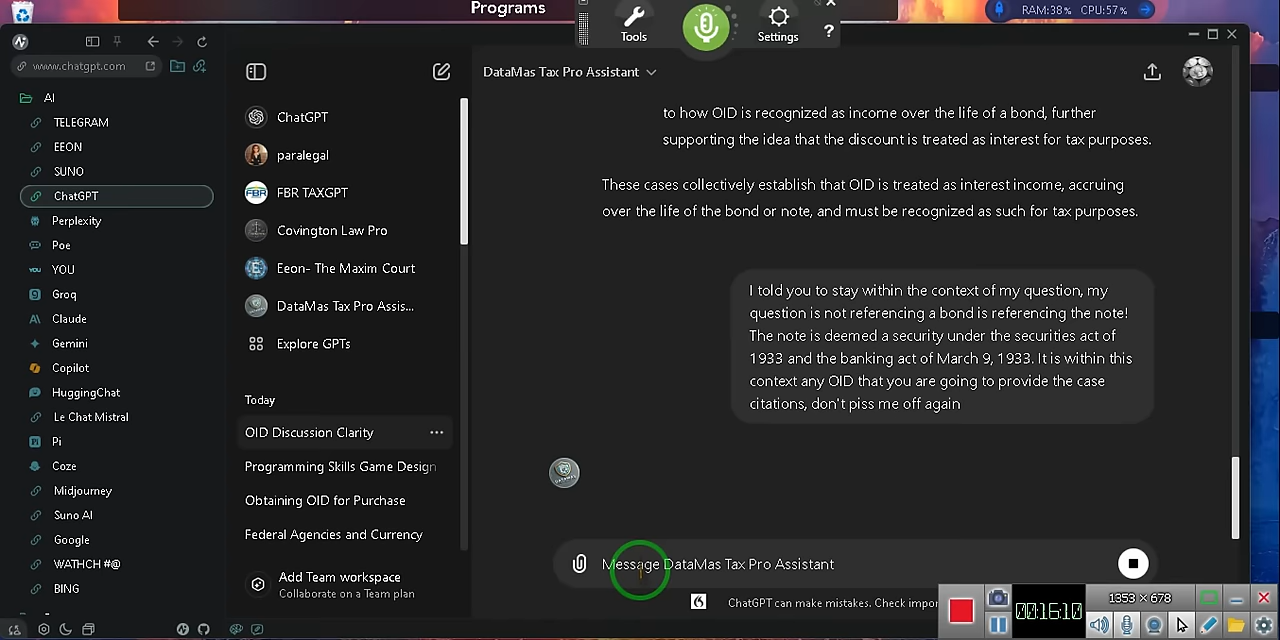 Programs
RAM:38% CPU:57%
Tools
Settings
?
www.chatgpt.com
AI
TELEGRAM
EEON
SUNO
ChatGPT
Perplexity
Poe
YOU
YOU
Groq
Claude
Gemini
Copilot
HuggingChat
Le Chat Mistral
Pi
Coze
Midjourney
Suno AI
Google
WATHCH #@
BING
ChatGPT
paralegal
FBR
FBR TAXGPT
Covington Law Pro
Eeon- The Maxim Court
DataMas Tax Pro Assis...
Explore GPTs
Today
OID Discussion Clarity
Programming Skills Game Design
Obtaining OID for Purchase
Federal Agencies and Currency
Add Team workspace
Collaborate on a Team plan
DataMas Tax Pro Assistant
to how OID is recognized as income over the life of a bond, further
supporting the idea that the discount is treated as interest for tax purposes.
These cases collectively establish that OID is treated as interest income, accruing
over the life of the bond or note, and must be recognized as such for tax purposes.
I told you to stay within the context of my question, my
question is not referencing a bond is referencing the note!
The note is deemed a security under the securities act of
1933 and the banking act of March 9, 1933. It is within this
context any OID that you are going to provide the case
citations, don't piss me off again
Message DataMas Tax Pro Assistant
ChatGPT can make mistakes. Check impor
00:16:10
1353 × 678